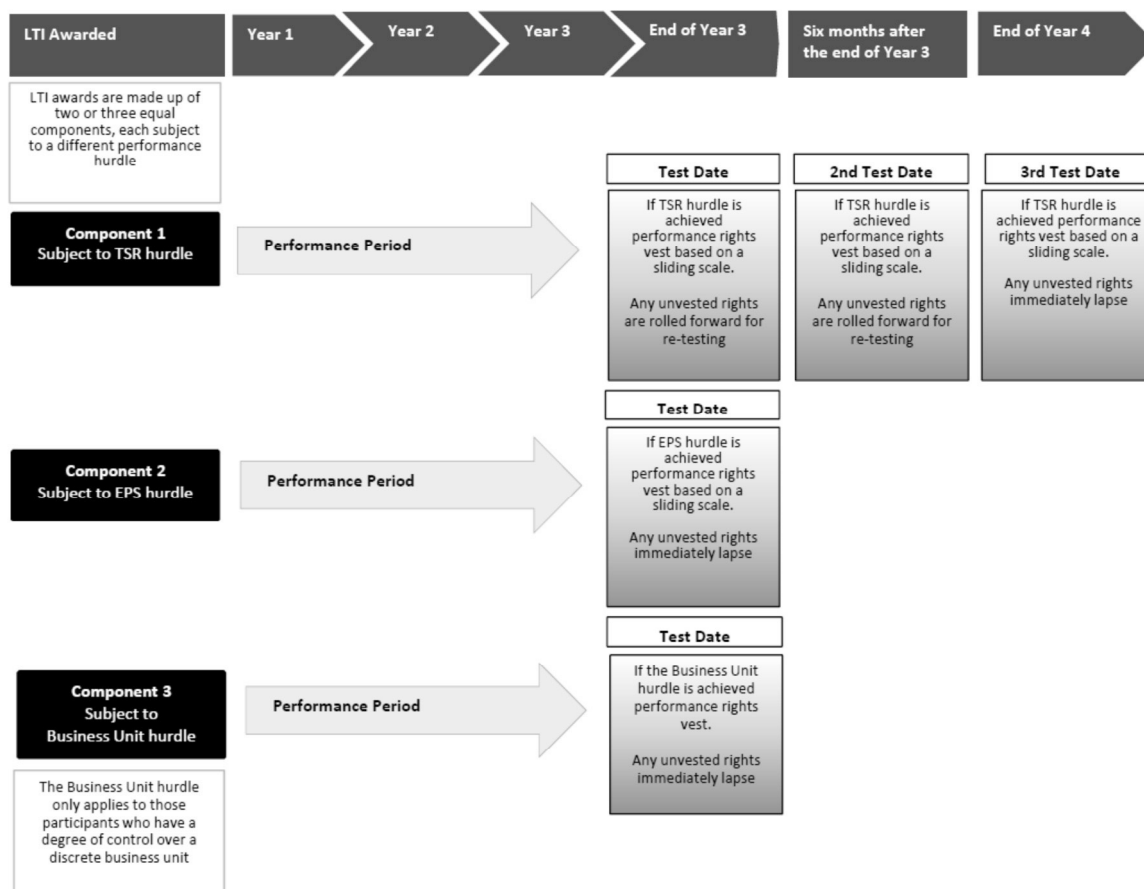 LTI Awarded
Year 1
Year 2
Year 3
End of Year 3
Six months after
the end of Year 3
End of Year 4
LTI awards are made up of
two or three equal
components, each subject
to a different performance
hurdle
Component 1
Subject to TSR hurdle
Performance Period
Test Date
If TSR hurdle is
achieved
performance rights
vest based on a
sliding scale.
Any unvested rights
are rolled forward for
re-testing
2nd Test Date
If TSR hurdle is
achieved
performance rights
vest based on a
sliding scale.
Any unvested rights
are rolled forward for
re-testing
3rd Test Date
If TSR hurdle is
achieved performance
rights vest based on a
sliding scale.
Any unvested rights
immediately lapse
Component 2
Subject to EPS hurdle
Performance Period
Test Date
If EPS hurdle is
achieved
performance rights
vest based on a
sliding scale.
Any unvested rights
immediately lapse
Component 3
Subject to
Business Unit hurdle
Performance Period
Test Date
If the Business Unit
hurdle is achieved
performance rights
vest.
Any unvested rights
immediately lapse
The Business Unit hurdle
only applies to those
participants who have a
degree of control over a
discrete business unit